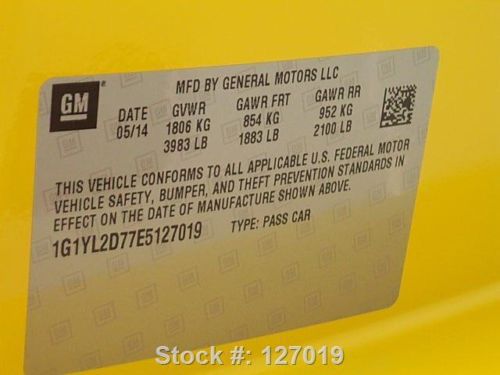 MFD BY GENERAL MOTORS LLC
GM
DATE GVWR GAWR FRT GAWR RR
05/14 1806 KG 854 KG 952 KG
3983 LB 1883 LB 2100 LB
THIS VEHICLE CONFORMS TO ALL APPLICABLE U.S. FEDERAL MOTOR
VEHICLE SAFETY, BUMPER, AND THEFT PREVENTION STANDARDS IN
EFFECT ON THE DATE OF MANUFACTURE SHOWN ABOVE.
1G1YL2D77E5127019 TYPE: PASS CAR
Stock #: 127019